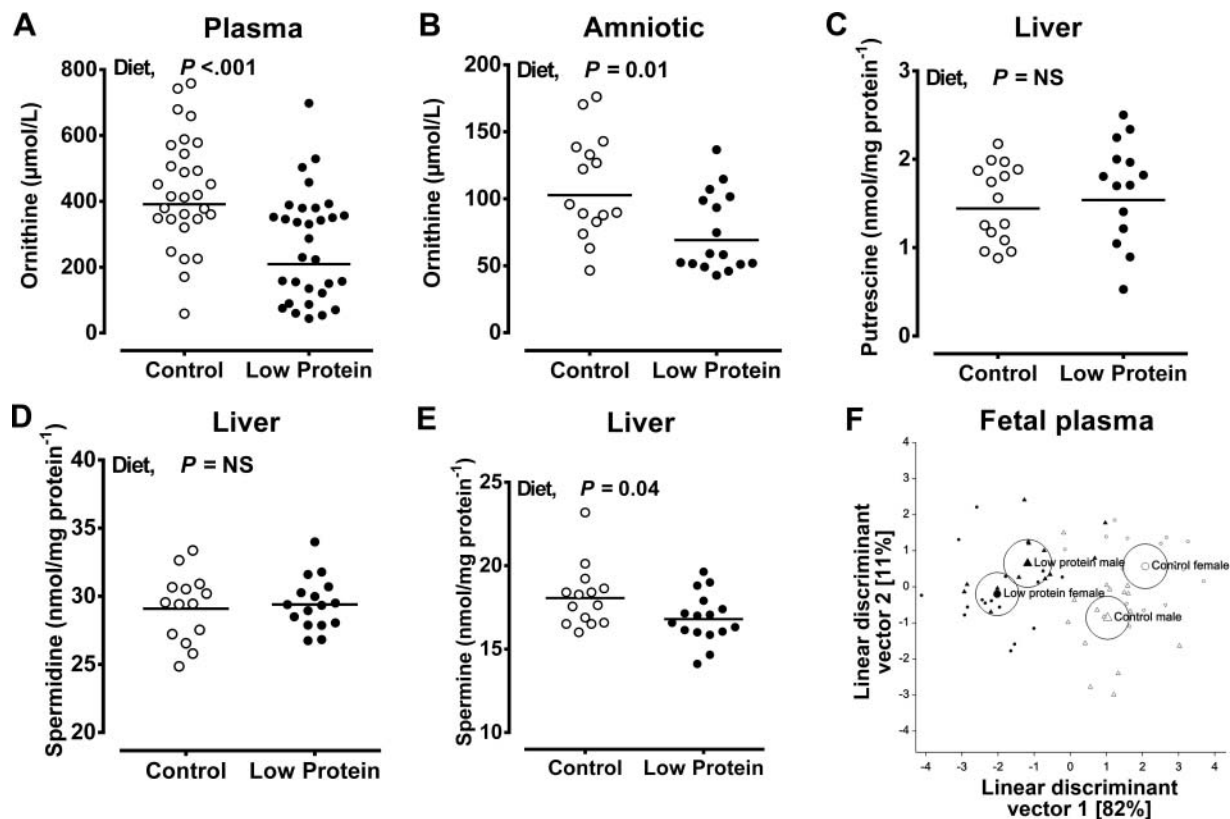 A Plasma
Diet, P <.001
Ornithine (µmol/L)
800
600
400
200
0
Control Low Protein
B Amniotic
Diet, P = 0.01
Ornithine (µmol/L)
200
150
100
50
0
Control Low Protein
C Liver
Diet, P = NS
Putrescine (nmol/mg protein⁻¹)
3
2
1
0
Control Low Protein
D Liver
Diet, P = NS
Spermidine (nmol/mg protein⁻¹)
40
35
30
25
20
Control Low Protein
E Liver
Diet, P = 0.04
Spermine (nmol/mg protein⁻¹)
25
20
15
10
Control Low Protein
F Fetal plasma
Linear discriminant
vector 2 [11%]
4
3
2
1
0
-1
-2
-3
-4
Low protein male
Control female
Low protein female
Control male
-4 -3 -2 -1 0 1 2 3 4
Linear discriminant
vector 1 [82%]